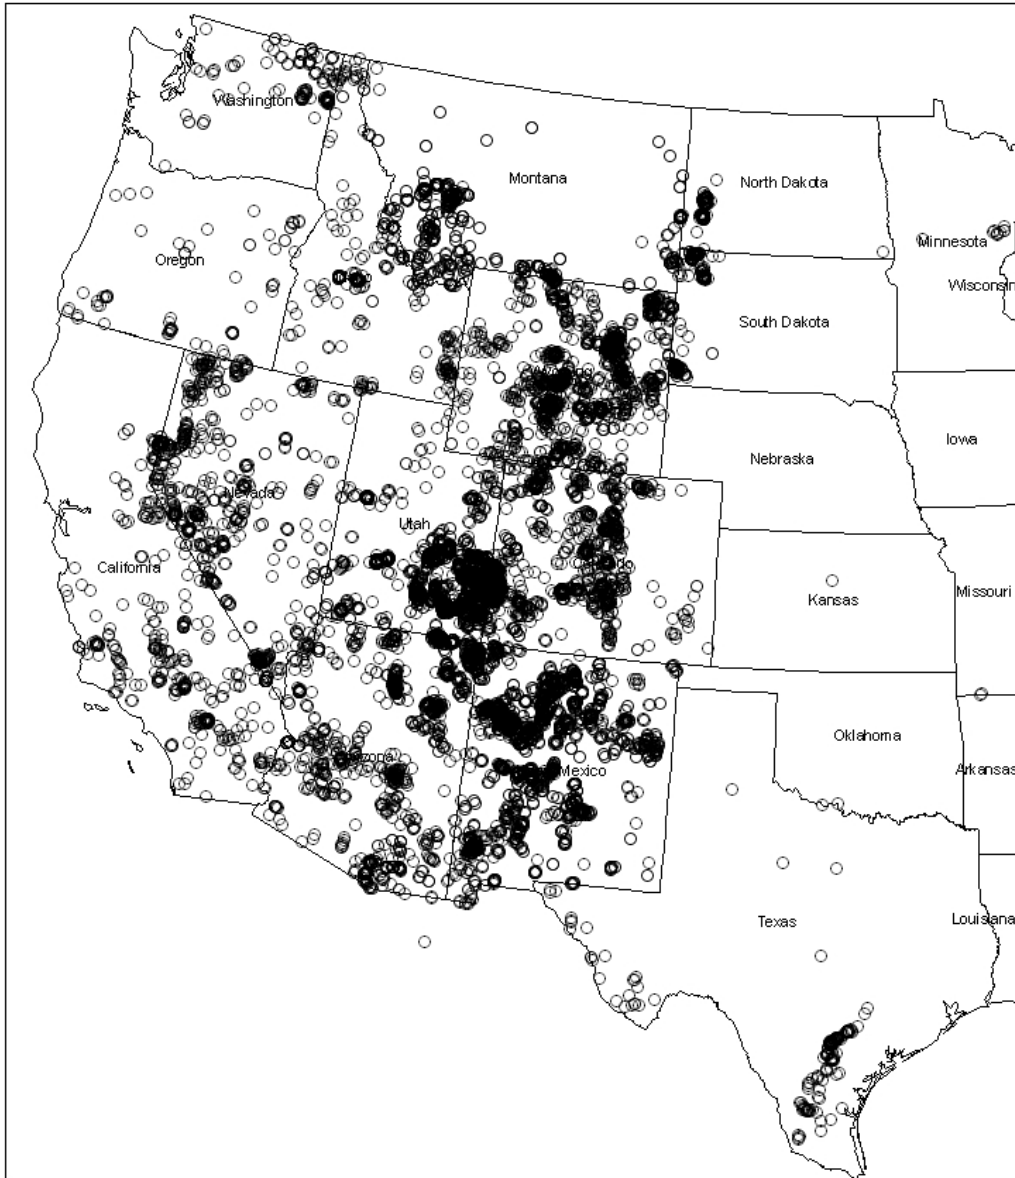 Washington
Montana
North Dakota
Minnesota
Oregon
Wisconsin
South Dakota
Iowa
Nebraska
Nevada
Utah
California
Missouri
Kansas
Oklahoma
Mexico
Arkansas
Texas
Louisiana